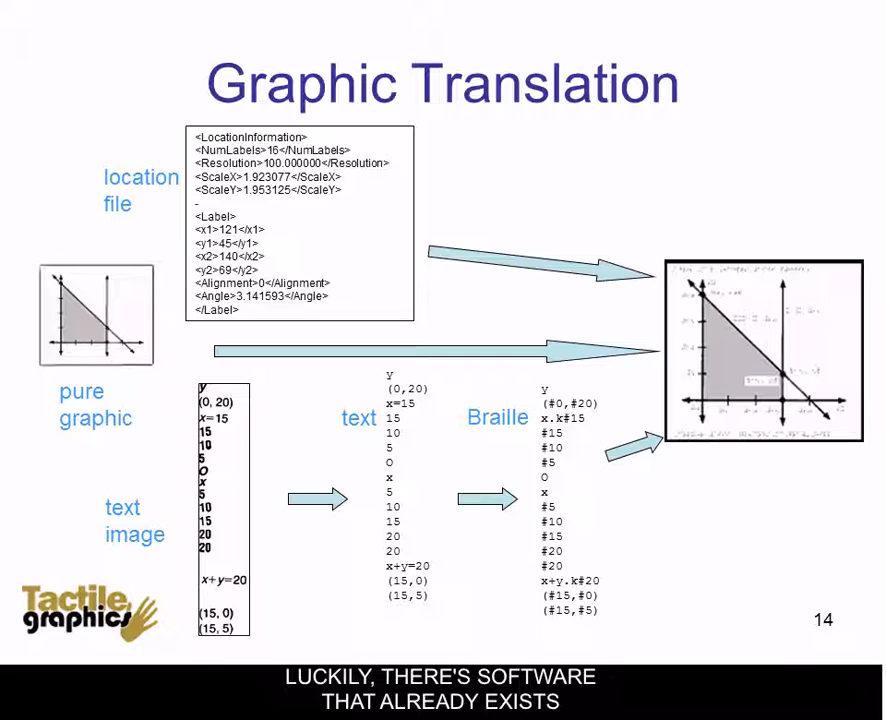 Graphic Translation
location
file
<LocationInformation>
<NumLabels>16</NumLabels>
<Resolution>100.000000</Resolution>
<ScaleX>1.923077</ScaleX>
<ScaleY>1.953125</ScaleY>
-
<Label>
<x1>121</x1>
<y1>45</y1>
<x2>140</x2>
<y2>69</y2>
<Alignment>0</Alignment>
<Angle>3.141593</Angle>
</Label>
pure
graphic
text
image
y
(0, 20)
x=15
15
10
5
O
x
5
10
15
20
20
x+y=20
(15, 0)
(15, 5)
text
y
(0,20)
x=15
15
10
5
O
x
5
10
15
20
20
x+y=20
(15,0)
(15,5)
Braille
y
(#0,#20)
x.k#15
#15
#10
#5
O
x
#5
#10
#15
#20
#20
x+y.k#20
(#15,#0)
(#15,#5)
Tactile
graphics
14
LUCKILY, THERE'S SOFTWARE
THAT ALREADY EXISTS